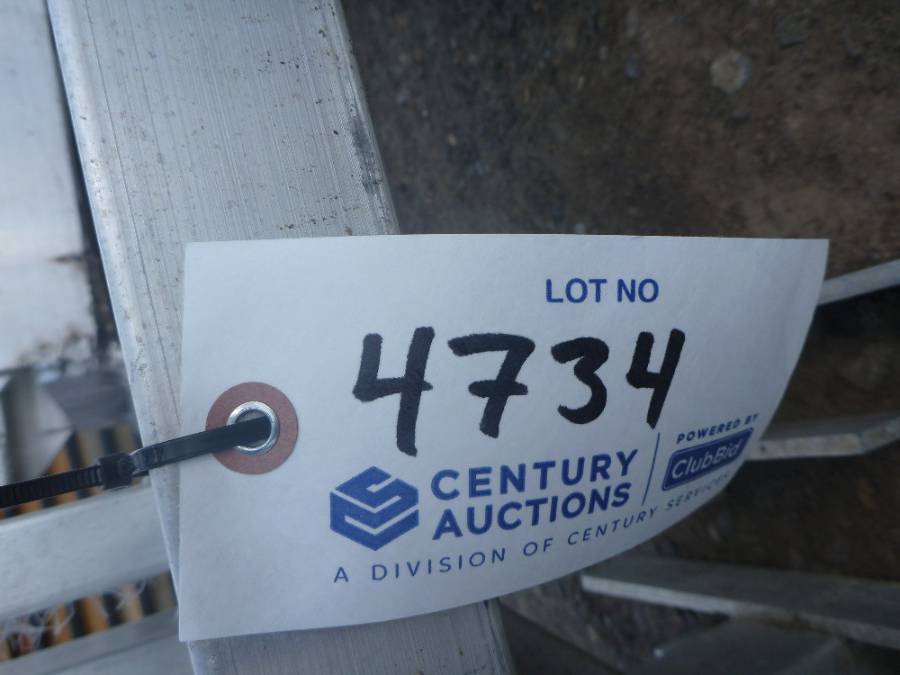 LOT NO
4734
CENTURY
AUCTIONS
POWERED BY
ClubBid
A DIVISION OF CENTURY SERVICES